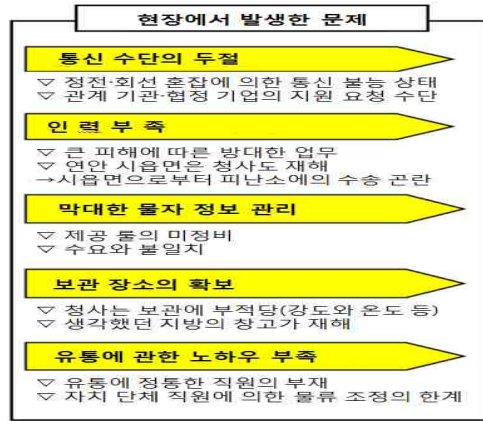 현장에서 발생한 문제
통신 수단의 두절
▽ 정전·회선 혼잡에 의한 통신 불능 상태
▽ 관계 기관·협정 기업의 지원 요청 수단
인 력 부 족
▽ 큰 피해에 따른 방대한 업무
▽ 연안 시읍면은 청사도 재해
→시읍면으로부터 피난소에의 수송 곤란
막대한 물자 정보 관리
▽ 제공 룰의 미정비
▽ 수요와 불일치
보관 장소의 확보
▽ 청사는 보관에 부적당(강도와 온도 등)
▽ 생각했던 지방의 창고가 재해
유통에 관한 노하우 부족
▽ 유통에 정통한 직원의 부재
▽ 자치 단체 직원에 의한 물류 조정의 한계